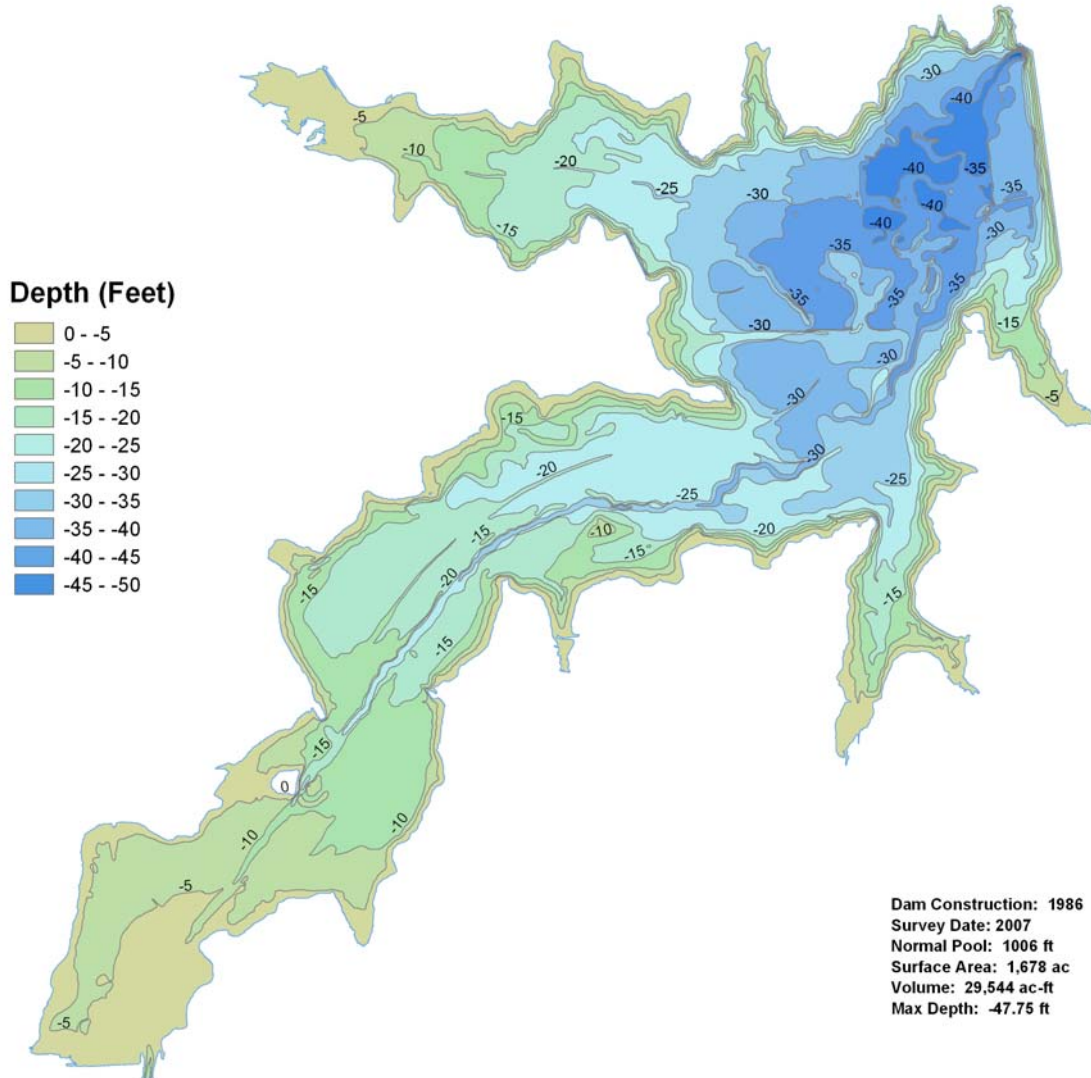 -30
-40
-5
-10
-20
-25
-30
-40
-35
-35
-40
-40
-15
-30
-35
-35
-35
-35
-30
-15
-30
-30
-5
-15
-20
-30
-25
-25
-15
-10
-20
-15
-20
-15
-15
-15
-15
0
-10
-10
-5
-5
Depth (Feet)
0 - -5
-5 - -10
-10 - -15
-15 - -20
-20 - -25
-25 - -30
-30 - -35
-35 - -40
-40 - -45
-45 - -50
Dam Construction: 1986
Survey Date: 2007
Normal Pool: 1006 ft
Surface Area: 1,678 ac
Volume: 29,544 ac-ft
Max Depth: -47.75 ft